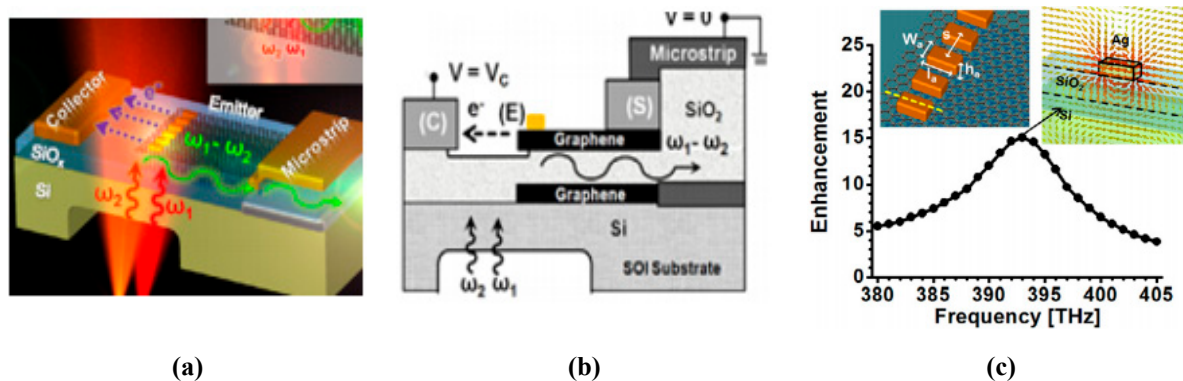 ω₂ ω₁
Collector
e⁻
Emitter
ω₁- ω₂
Microstrip
SiOₓ
Si
ω₂
ω₁
(a)
V = 0
Microstrip
V = V_C
(C)
e⁻
(E)
(S)
SiO₂
Graphene
ω₁- ω₂
Graphene
Si
SOI Substrate
ω₂ ω₁
(b)
Wₐ
s
lₐ
hₐ
Ag
SiO₂
Si
Enhancement
25
20
15
10
5
0
380 385 390 395 400 405
Frequency [THz]
(c)